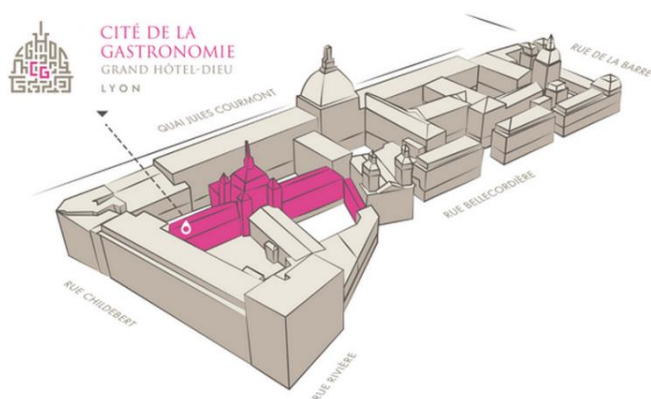 CITÉ DE LA
GASTRONOMIE
GRAND HÔTEL-DIEU
LYON
CG
QUAI JULES COURMONT
RUE DE LA BARRE
RUE BELLECORDIÈRE
RUE CHILDEBERT
RUE RIVIÈRE